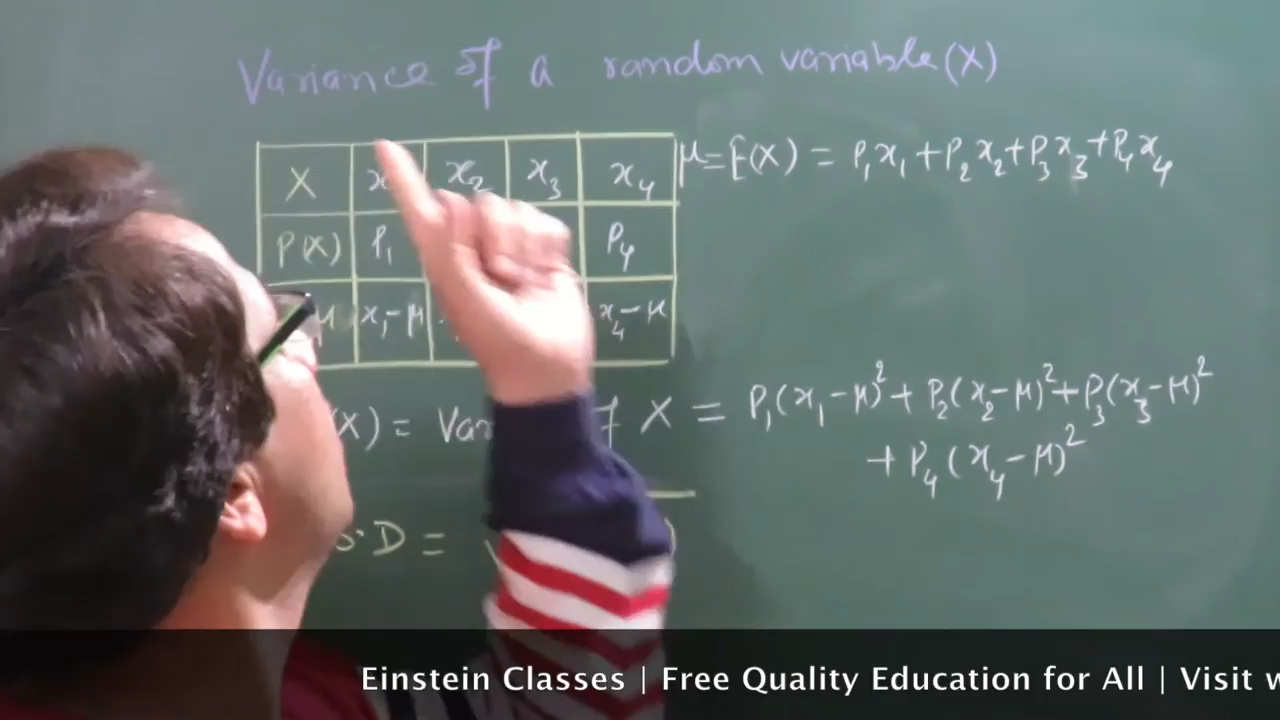 Variance of a random variable (X)
X x₂ x₃ x₄ μ = E(X) = P₁x₁ + P₂x₂ + P₃x₃ + P₄x₄
P(X) P₁ P₄
x₁-μ x₄-μ
(X) = X = P₁(x₁-μ)² + P₂(x₂-μ)² + P₃(x₃-μ)²
+ P₄(x₄-μ)²
S.D =
Einstein Classes | Free Quality Education for All | Visit